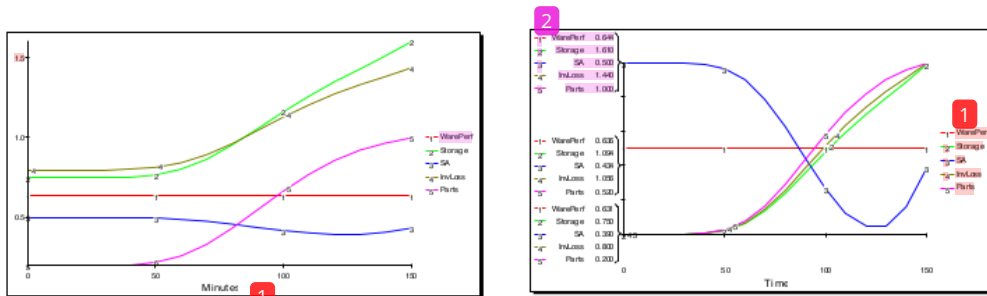 1.5
1.0
0.5
0 50 100 150
Minutes
1
WarePerf
Storage
SA
InvLoss
Parts
2
WarePerf 0.644
Storage 1.610
SA 0.500
InvLoss 1.440
Parts 1.000
WarePerf 0.636
Storage 1.094
SA 0.434
InvLoss 1.056
Parts 0.520
WarePerf 0.631
Storage 0.750
SA 0.390
InvLoss 0.800
Parts 0.200
0 50 100 150
Time
1
WarePerf
Storage
SA
InvLoss
Parts